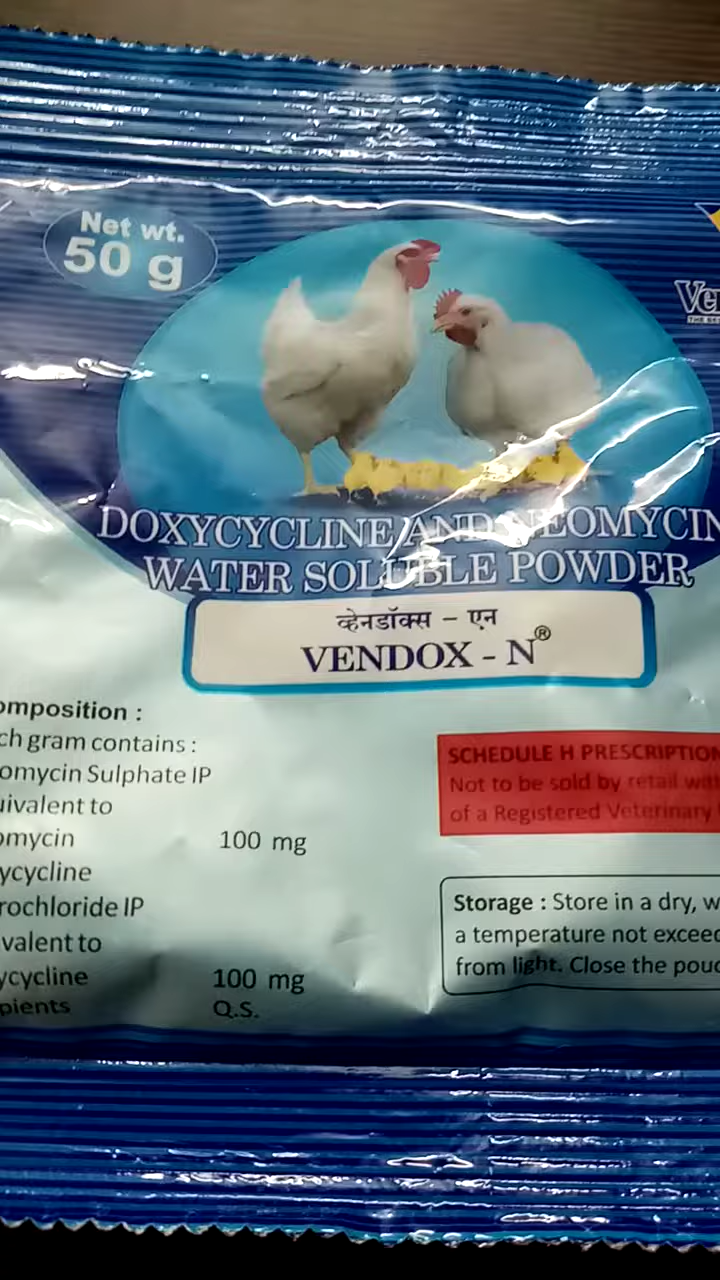 Net wt.
50 g
Ve
DOXYCYCLINE AND NEOMYCIN
WATER SOLUBLE POWDER
व्हेनडॉक्स – एन
VENDOX - N®
omposition :
ch gram contains :
omycin Sulphate IP
uivalent to
omycin 100 mg
ycycline
rochloride IP
valent to
ycycline 100 mg
pients Q.S.
SCHEDULE H PRESCRIPTION
Not to be sold by retail wit
of a Registered Veterinary
Storage : Store in a dry, w
a temperature not exceed
from light. Close the pouc